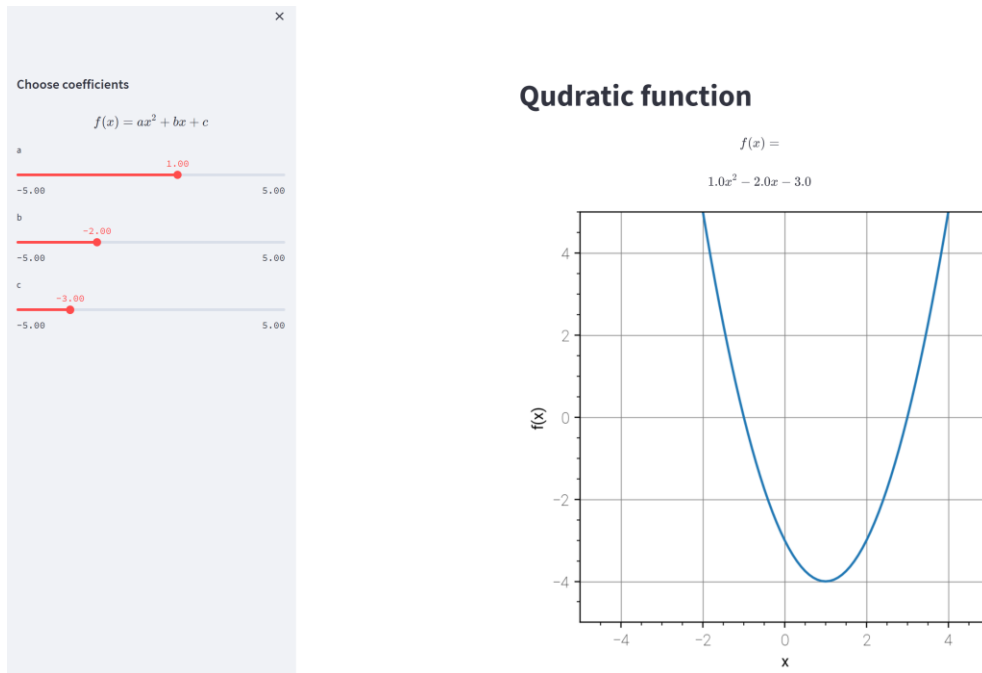 ×
Choose coefficients
f(x) = ax² + bx + c
a
1.00
-5.00 5.00
b
-2.00
-5.00 5.00
c
-3.00
-5.00 5.00
Qudratic function
f(x) =
1.0x² − 2.0x − 3.0
4
2
0
−2
−4
f(x)
−4 −2 0 2 4
x